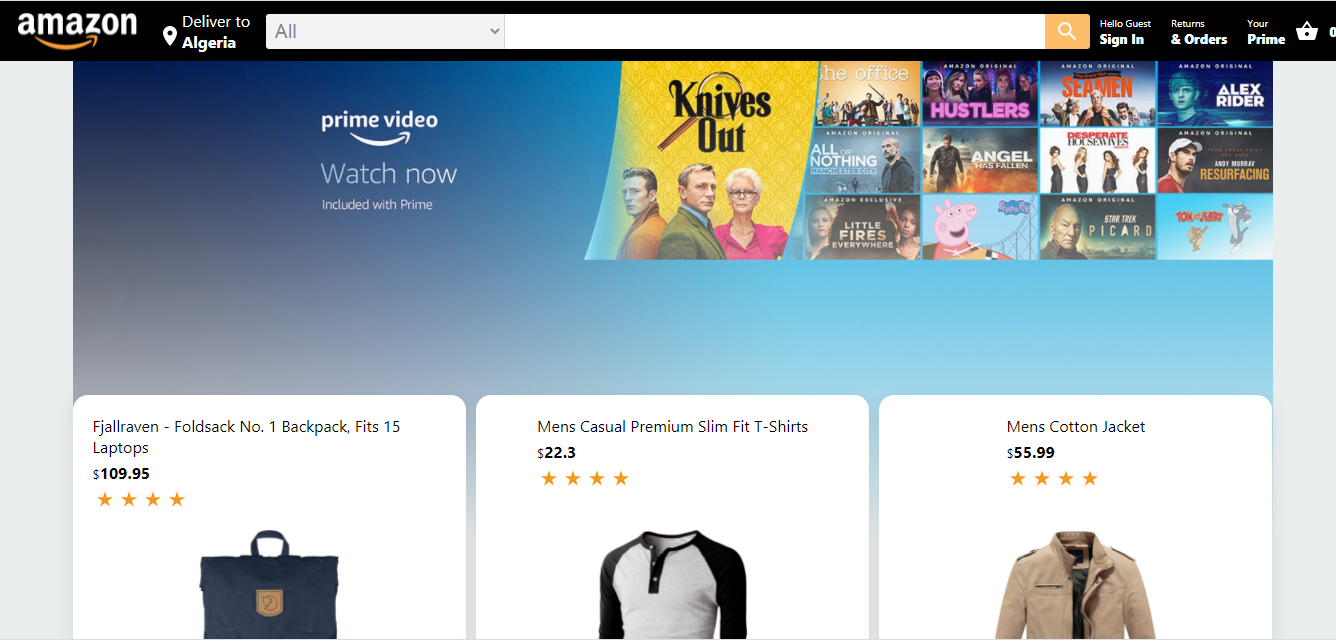 amazon
Deliver to
Algeria
All
Hello Guest
Sign In
Returns
& Orders
Your
Prime
0
prime video
Watch now
Included with Prime
Knives
Out
the office
AMAZON ORIGINAL
HUSTLERS
AMAZON ORIGINAL
SEAMEN
AMAZON ORIGINAL
ALEX
RIDER
AMAZON ORIGINAL
ALL OR
NOTHING
MANCHESTER CITY
ANGEL
HAS FALLEN
DESPERATE
HOUSEWIVES
AMAZON ORIGINAL
ANDY MURRAY
RESURFACING
AMAZON EXCLUSIVE
LITTLE
FIRES
EVERYWHERE
Peppa Pig
AMAZON ORIGINAL
STAR TREK
PICARD
TOM and JERRY
Fjallraven - Foldsack No. 1 Backpack, Fits 15
Laptops
$109.95
Mens Casual Premium Slim Fit T-Shirts
$22.3
Mens Cotton Jacket
$55.99